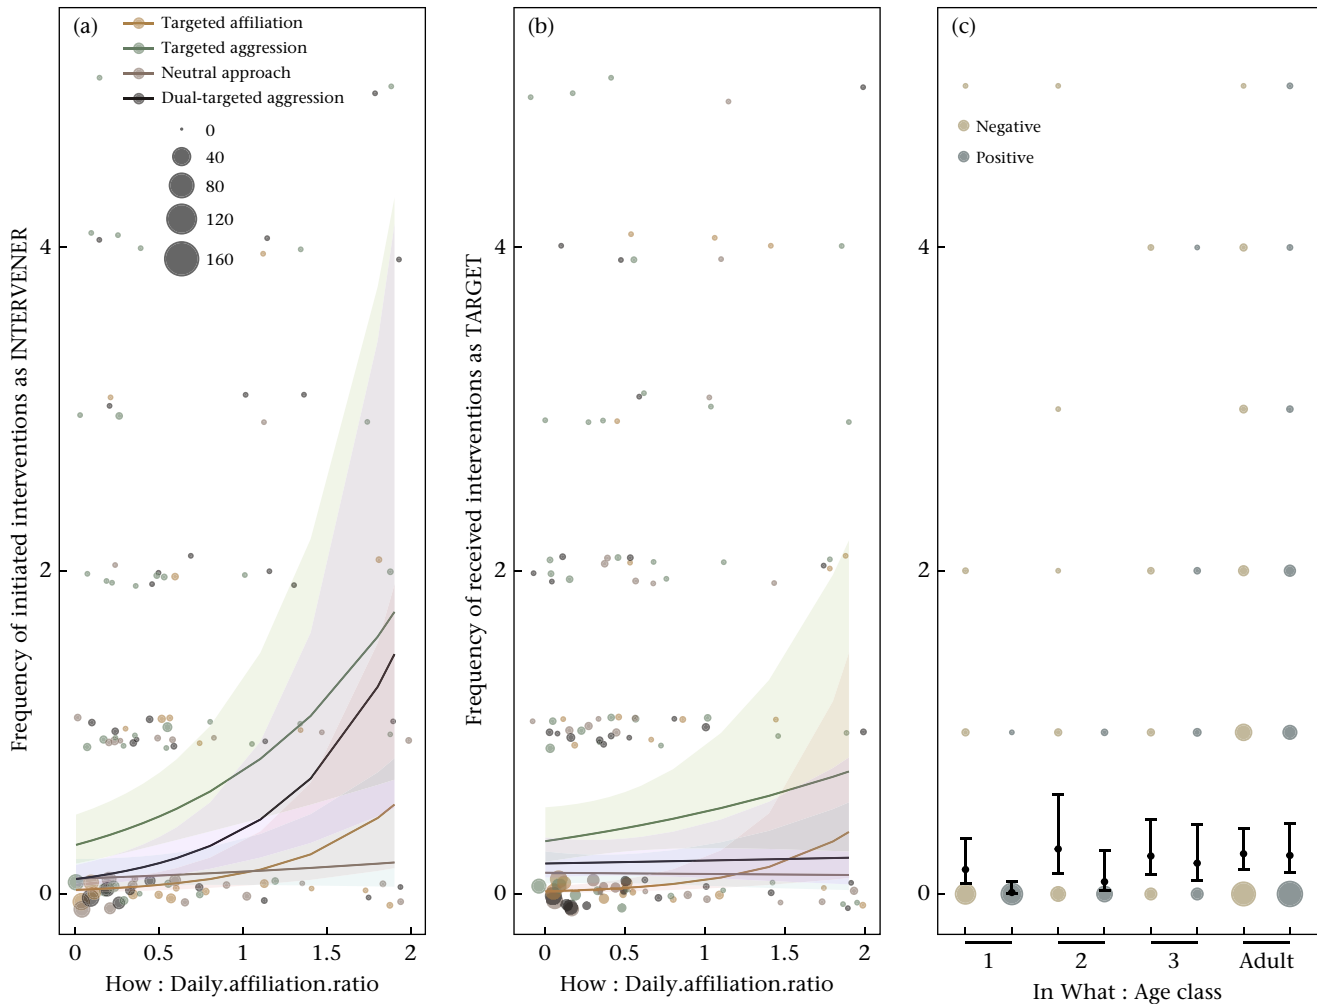 (a)
Targeted affiliation
Targeted aggression
Neutral approach
Dual-targeted aggression
0
40
80
120
160
Frequency of initiated interventions as INTERVENER
4
2
0
0
0.5
1
1.5
2
How : Daily.affiliation.ratio
(b)
Frequency of received interventions as TARGET
4
2
0
0
0.5
1
1.5
2
How : Daily.affiliation.ratio
(c)
Negative
Positive
4
2
0
1
2
3
Adult
In What : Age class